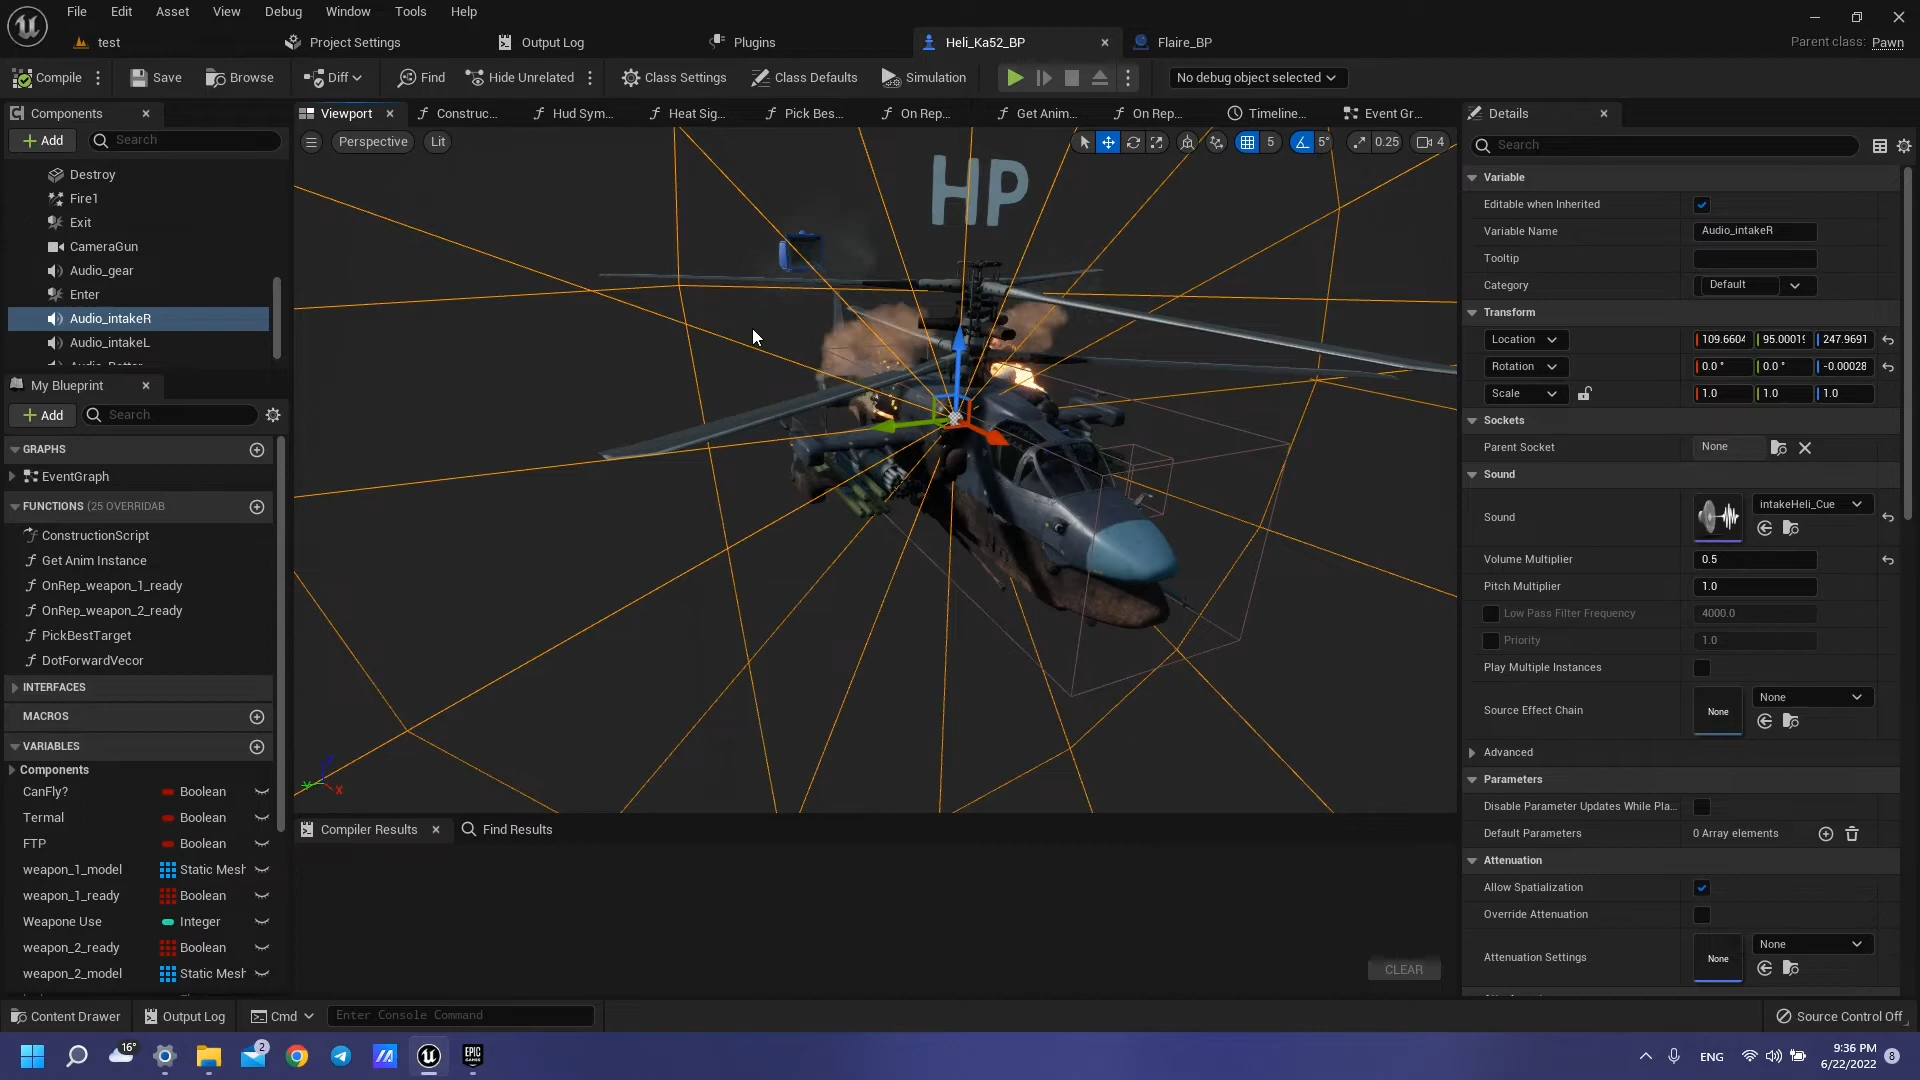 File Edit Asset View Debug Window Tools Help
test Project Settings Output Log Plugins Heli_Ka52_BP Flaire_BP Parent class: Pawn
Compile Save Browse Diff Find Hide Unrelated Class Settings Class Defaults Simulation No debug object selected
Components Viewport Construc... Hud Sym... Heat Sig... Pick Bes... On Rep... Get Anim... On Rep... Timeline... Event Gr... Details
Add Search Perspective Lit 5 5° 0.25 4 Search
HP
Destroy
Fire1
Exit
CameraGun
Audio_gear
Enter
Audio_intakeR
Audio_intakeL
My Blueprint
Add Search
GRAPHS
EventGraph
FUNCTIONS (25 OVERRIDAB
ConstructionScript
Get Anim Instance
OnRep_weapon_1_ready
OnRep_weapon_2_ready
PickBestTarget
DotForwardVecor
INTERFACES
MACROS
VARIABLES
Components
CanFly? Boolean
Termal Boolean
FTP Boolean
weapon_1_model Static Mesh
weapon_1_ready Boolean
Weapone Use Integer
weapon_2_ready Boolean
weapon_2_model Static Mesh
Z
Y
X
Compiler Results Find Results
CLEAR
Variable
Editable when Inherited
Variable Name Audio_intakeR
Tooltip
Category Default
Transform
Location 109.6604 95.00019 247.9691
Rotation 0.0 ° 0.0 ° -0.00028
Scale 1.0 1.0 1.0
Sockets
Parent Socket None
Sound
Sound intakeHeli_Cue
Volume Multiplier 0.5
Pitch Multiplier 1.0
Low Pass Filter Frequency 4000.0
Priority 1.0
Play Multiple Instances
Source Effect Chain None None
Advanced
Parameters
Disable Parameter Updates While Pla...
Default Parameters 0 Array elements
Attenuation
Allow Spatialization
Override Attenuation
Attenuation Settings None None
Content Drawer Output Log Cmd Enter Console Command Source Control Off
16° 2 EPIC GAMES ENG 9:36 PM 6/22/2022 8